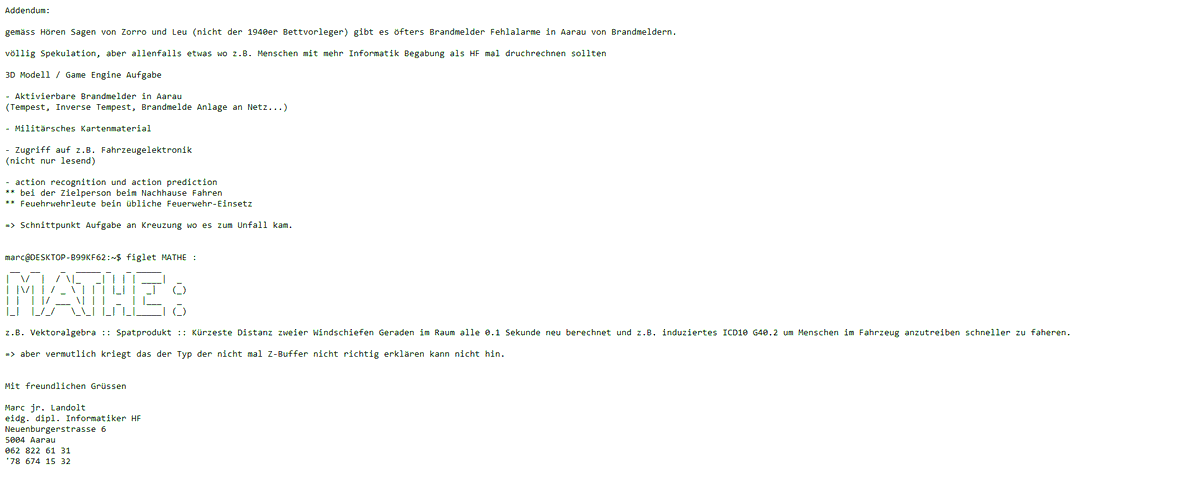 Addendum:
gemäss Hören Sagen von Zorro und Leu (nicht der 1940er Bettvorleger) gibt es öfters Brandmelder Fehlalarme in Aarau von Brandmeldern.
völlig Spekulation, aber allenfalls etwas wo z.B. Menschen mit mehr Informatik Begabung als HF mal druchrechnen sollten
3D Modell / Game Engine Aufgabe
- Aktivierbare Brandmelder in Aarau
(Tempest, Inverse Tempest, Brandmelde Anlage an Netz...)
- Militärsches Kartenmaterial
- Zugriff auf z.B. Fahrzeugelektronik
(nicht nur lesend)
- action recognition und action prediction
** bei der Zielperson beim Nachhause Fahren
** Feuehrwehrleute bein übliche Feuerwehr-Einsetz
=> Schnittpunkt Aufgabe an Kreuzung wo es zum Unfall kam.
marc@DESKTOP-B99KF62:~$ figlet MATHE :
MATHE :
z.B. Vektoralgebra :: Spatprodukt :: Kürzeste Distanz zweier Windschiefen Geraden im Raum alle 0.1 Sekunde neu berechnet und z.B. induziertes ICD10 G40.2 um Menschen im Fahrzeug anzutreiben schneller zu faheren.
=> aber vermutlich kriegt das der Typ der nicht mal Z-Buffer nicht richtig erklären kann nicht hin.
Mit freundlichen Grüssen
Marc jr. Landolt
eidg. dipl. Informatiker HF
Neuenburgerstrasse 6
5004 Aarau
062 822 61 31
'78 674 15 32